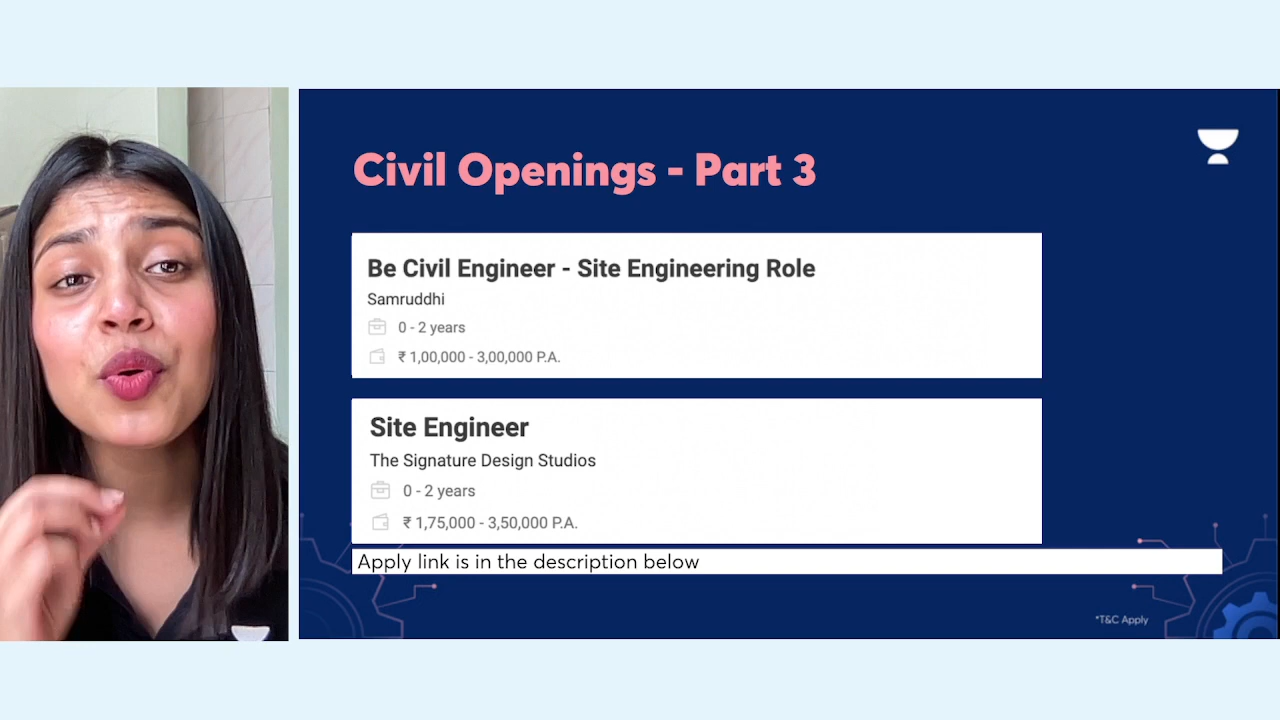 Civil Openings - Part 3
Be Civil Engineer - Site Engineering Role
Samruddhi
0 - 2 years
₹ 1,00,000 - 3,00,000 P.A.
Site Engineer
The Signature Design Studios
0 - 2 years
₹ 1,75,000 - 3,50,000 P.A.
Apply link is in the description below
*T&C Apply